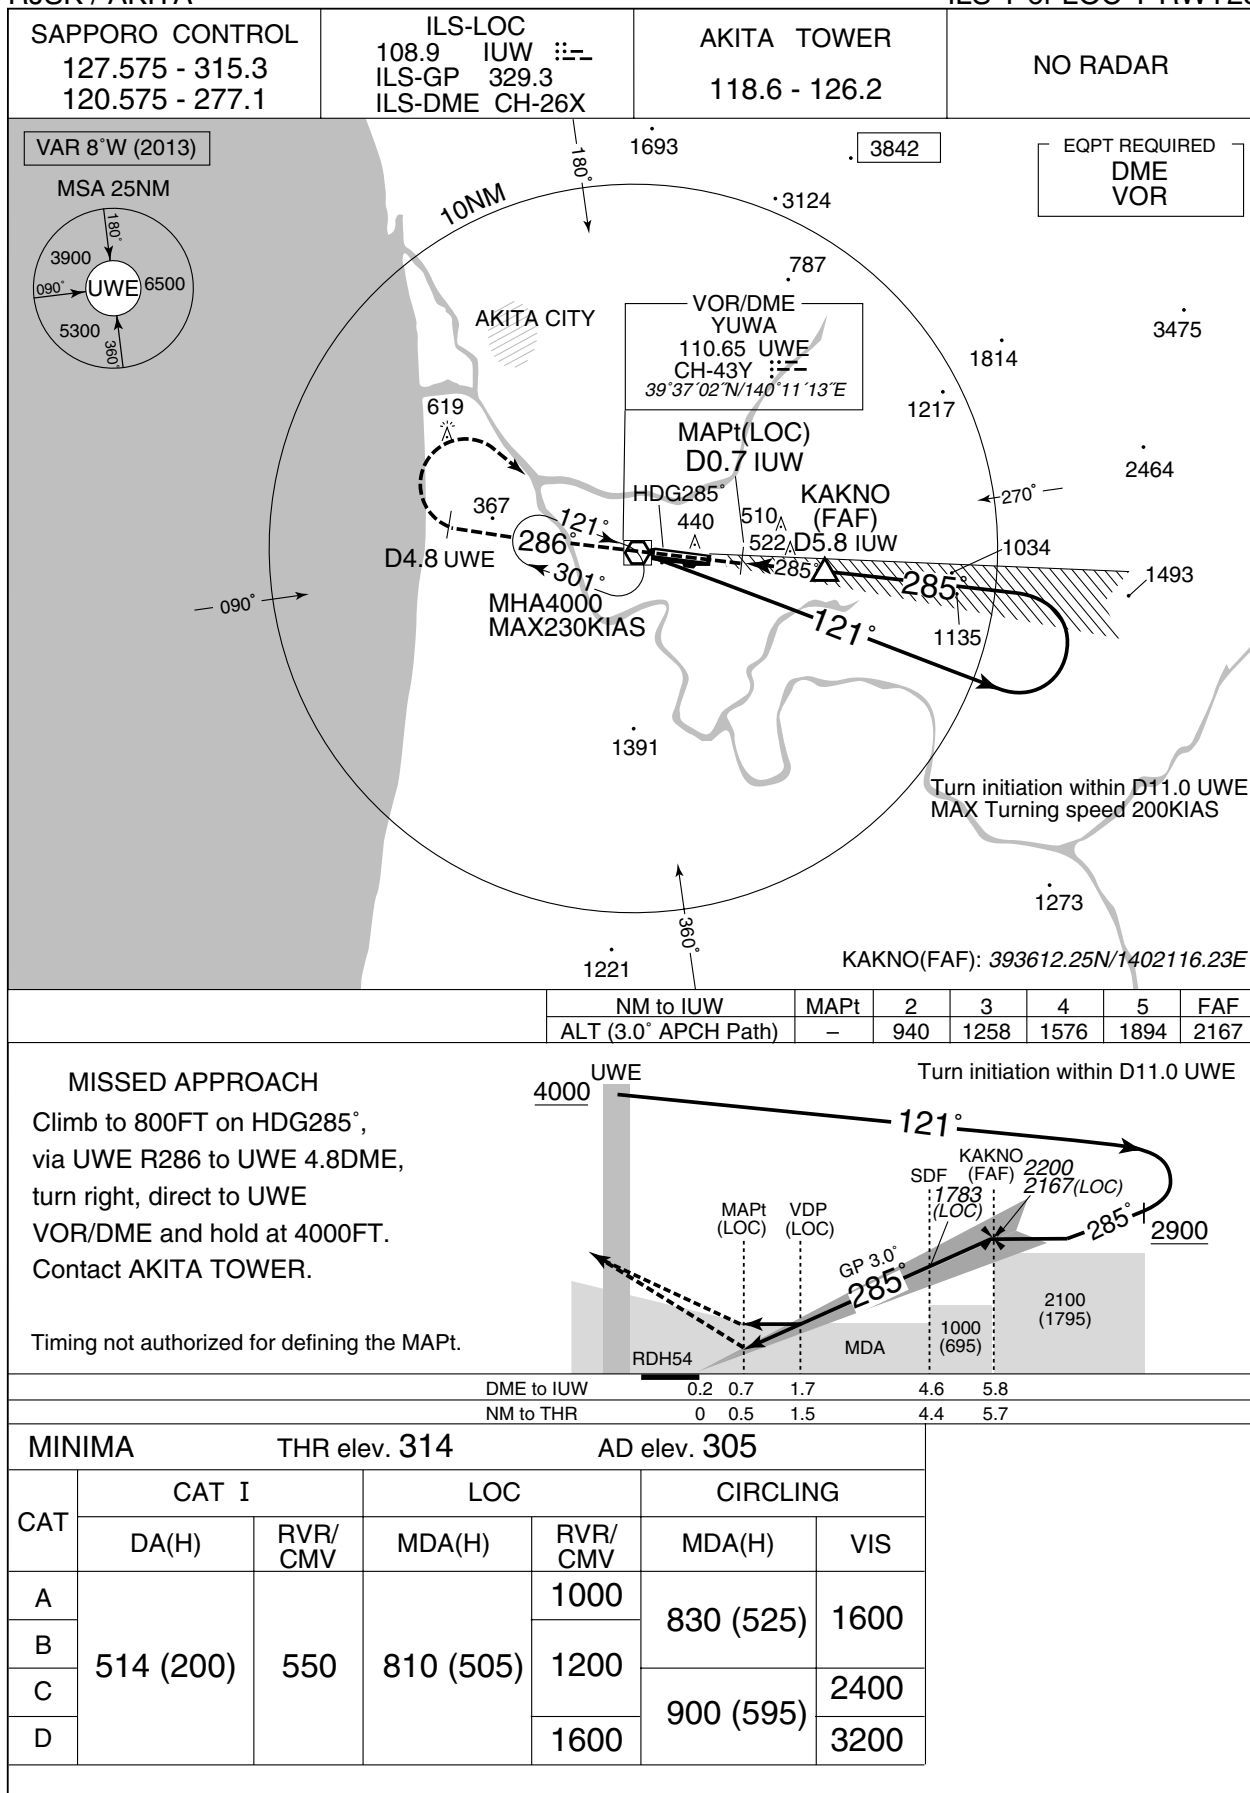 SAPPORO CONTROL
127.575 - 315.3
120.575 - 277.1
ILS-LOC
108.9 IUW
ILS-GP 329.3
ILS-DME CH-26X
AKITA TOWER
118.6 - 126.2
NO RADAR
VAR 8°W (2013)
MSA 25NM
180°
3900
090°
UWE
6500
5300
360°
180°
1693
3842
EQPT REQUIRED
DME
VOR
10NM
3124
787
AKITA CITY
VOR/DME
YUWA
110.65 UWE
CH-43Y
39°37´02˝N/140°11´13˝E
3475
1814
1217
619
MAPt(LOC)
D0.7 IUW
2464
HDG285°
KAKNO
(FAF)
D5.8 IUW
270°
367
121°
440
510
522
286°
D4.8 UWE
301°
285°
285°
1034
1493
090°
MHA4000
MAX230KIAS
121°
1135
1391
Turn initiation within D11.0 UWE
MAX Turning speed 200KIAS
1273
360°
1221
KAKNO(FAF): 393612.25N/1402116.23E
NM to IUW MAPt 2 3 4 5 FAF
ALT (3.0° APCH Path) – 940 1258 1576 1894 2167
MISSED APPROACH
Climb to 800FT on HDG285°,
via UWE R286 to UWE 4.8DME,
turn right, direct to UWE
VOR/DME and hold at 4000FT.
Contact AKITA TOWER.
Timing not authorized for defining the MAPt.
UWE
4000
Turn initiation within D11.0 UWE
121°
KAKNO
(FAF)
2200
2167(LOC)
SDF
1783
(LOC)
MAPt
(LOC)
VDP
(LOC)
285°
2900
GP 3.0°
285°
2100
(1795)
1000
(695)
MDA
RDH54
DME to IUW 0.2 0.7 1.7 4.6 5.8
NM to THR 0 0.5 1.5 4.4 5.7
MINIMA THR elev. 314 AD elev. 305
CAT
CAT I LOC CIRCLING
DA(H) RVR/CMV MDA(H) RVR/CMV MDA(H) VIS
A
B
C
D
514 (200)
550
810 (505)
1000
1200
1600
830 (525)
900 (595)
1600
2400
3200